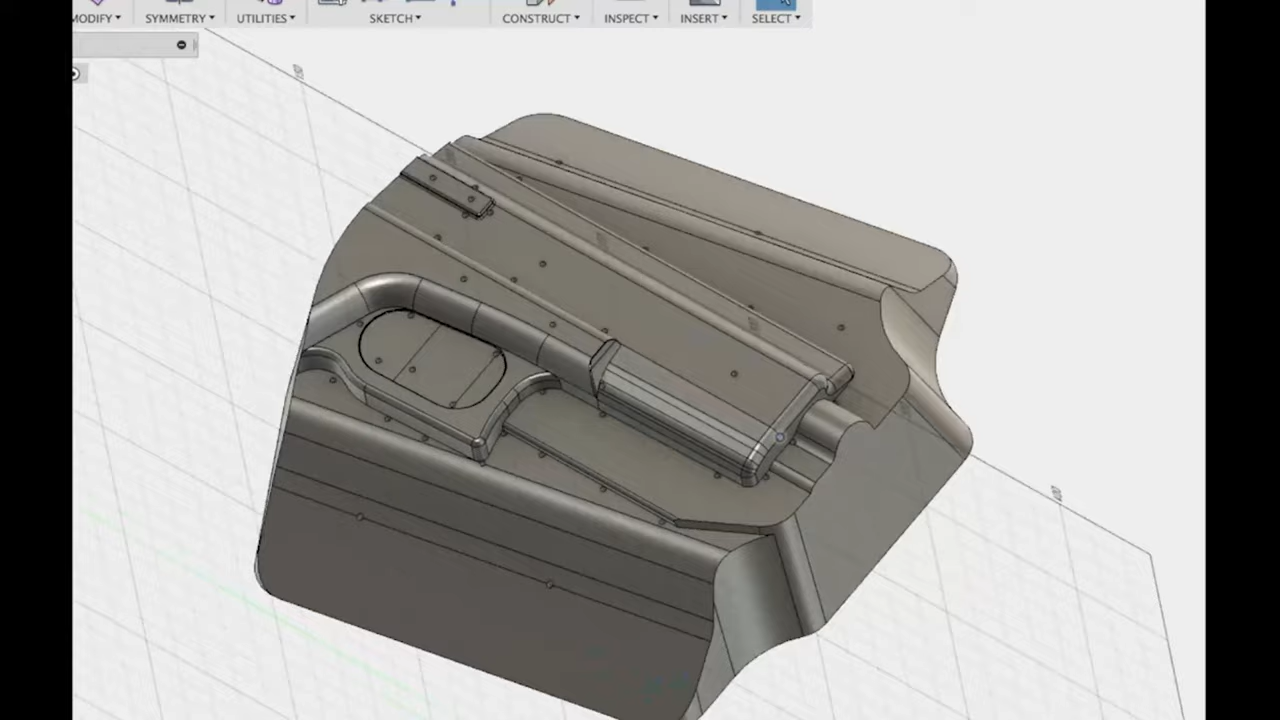 MODIFY▾ SYMMETRY▾ UTILITIES▾ SKETCH▾ CONSTRUCT▾ INSPECT▾ INSERT▾ SELECT▾